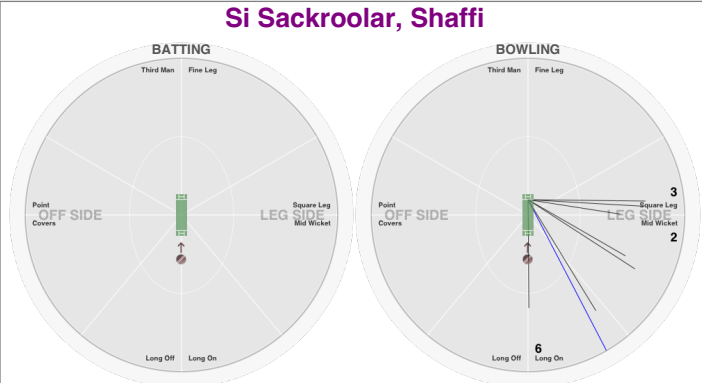 Si Sackroolar, Shaffi
BATTING
Third Man Fine Leg
Point
OFF SIDE
Covers
Square Leg
LEG SIDE
Mid Wicket
Long Off Long On
BOWLING
Third Man Fine Leg
Point
OFF SIDE
Covers
3
Square Leg
LEG SIDE
Mid Wicket
2
6
Long Off Long On